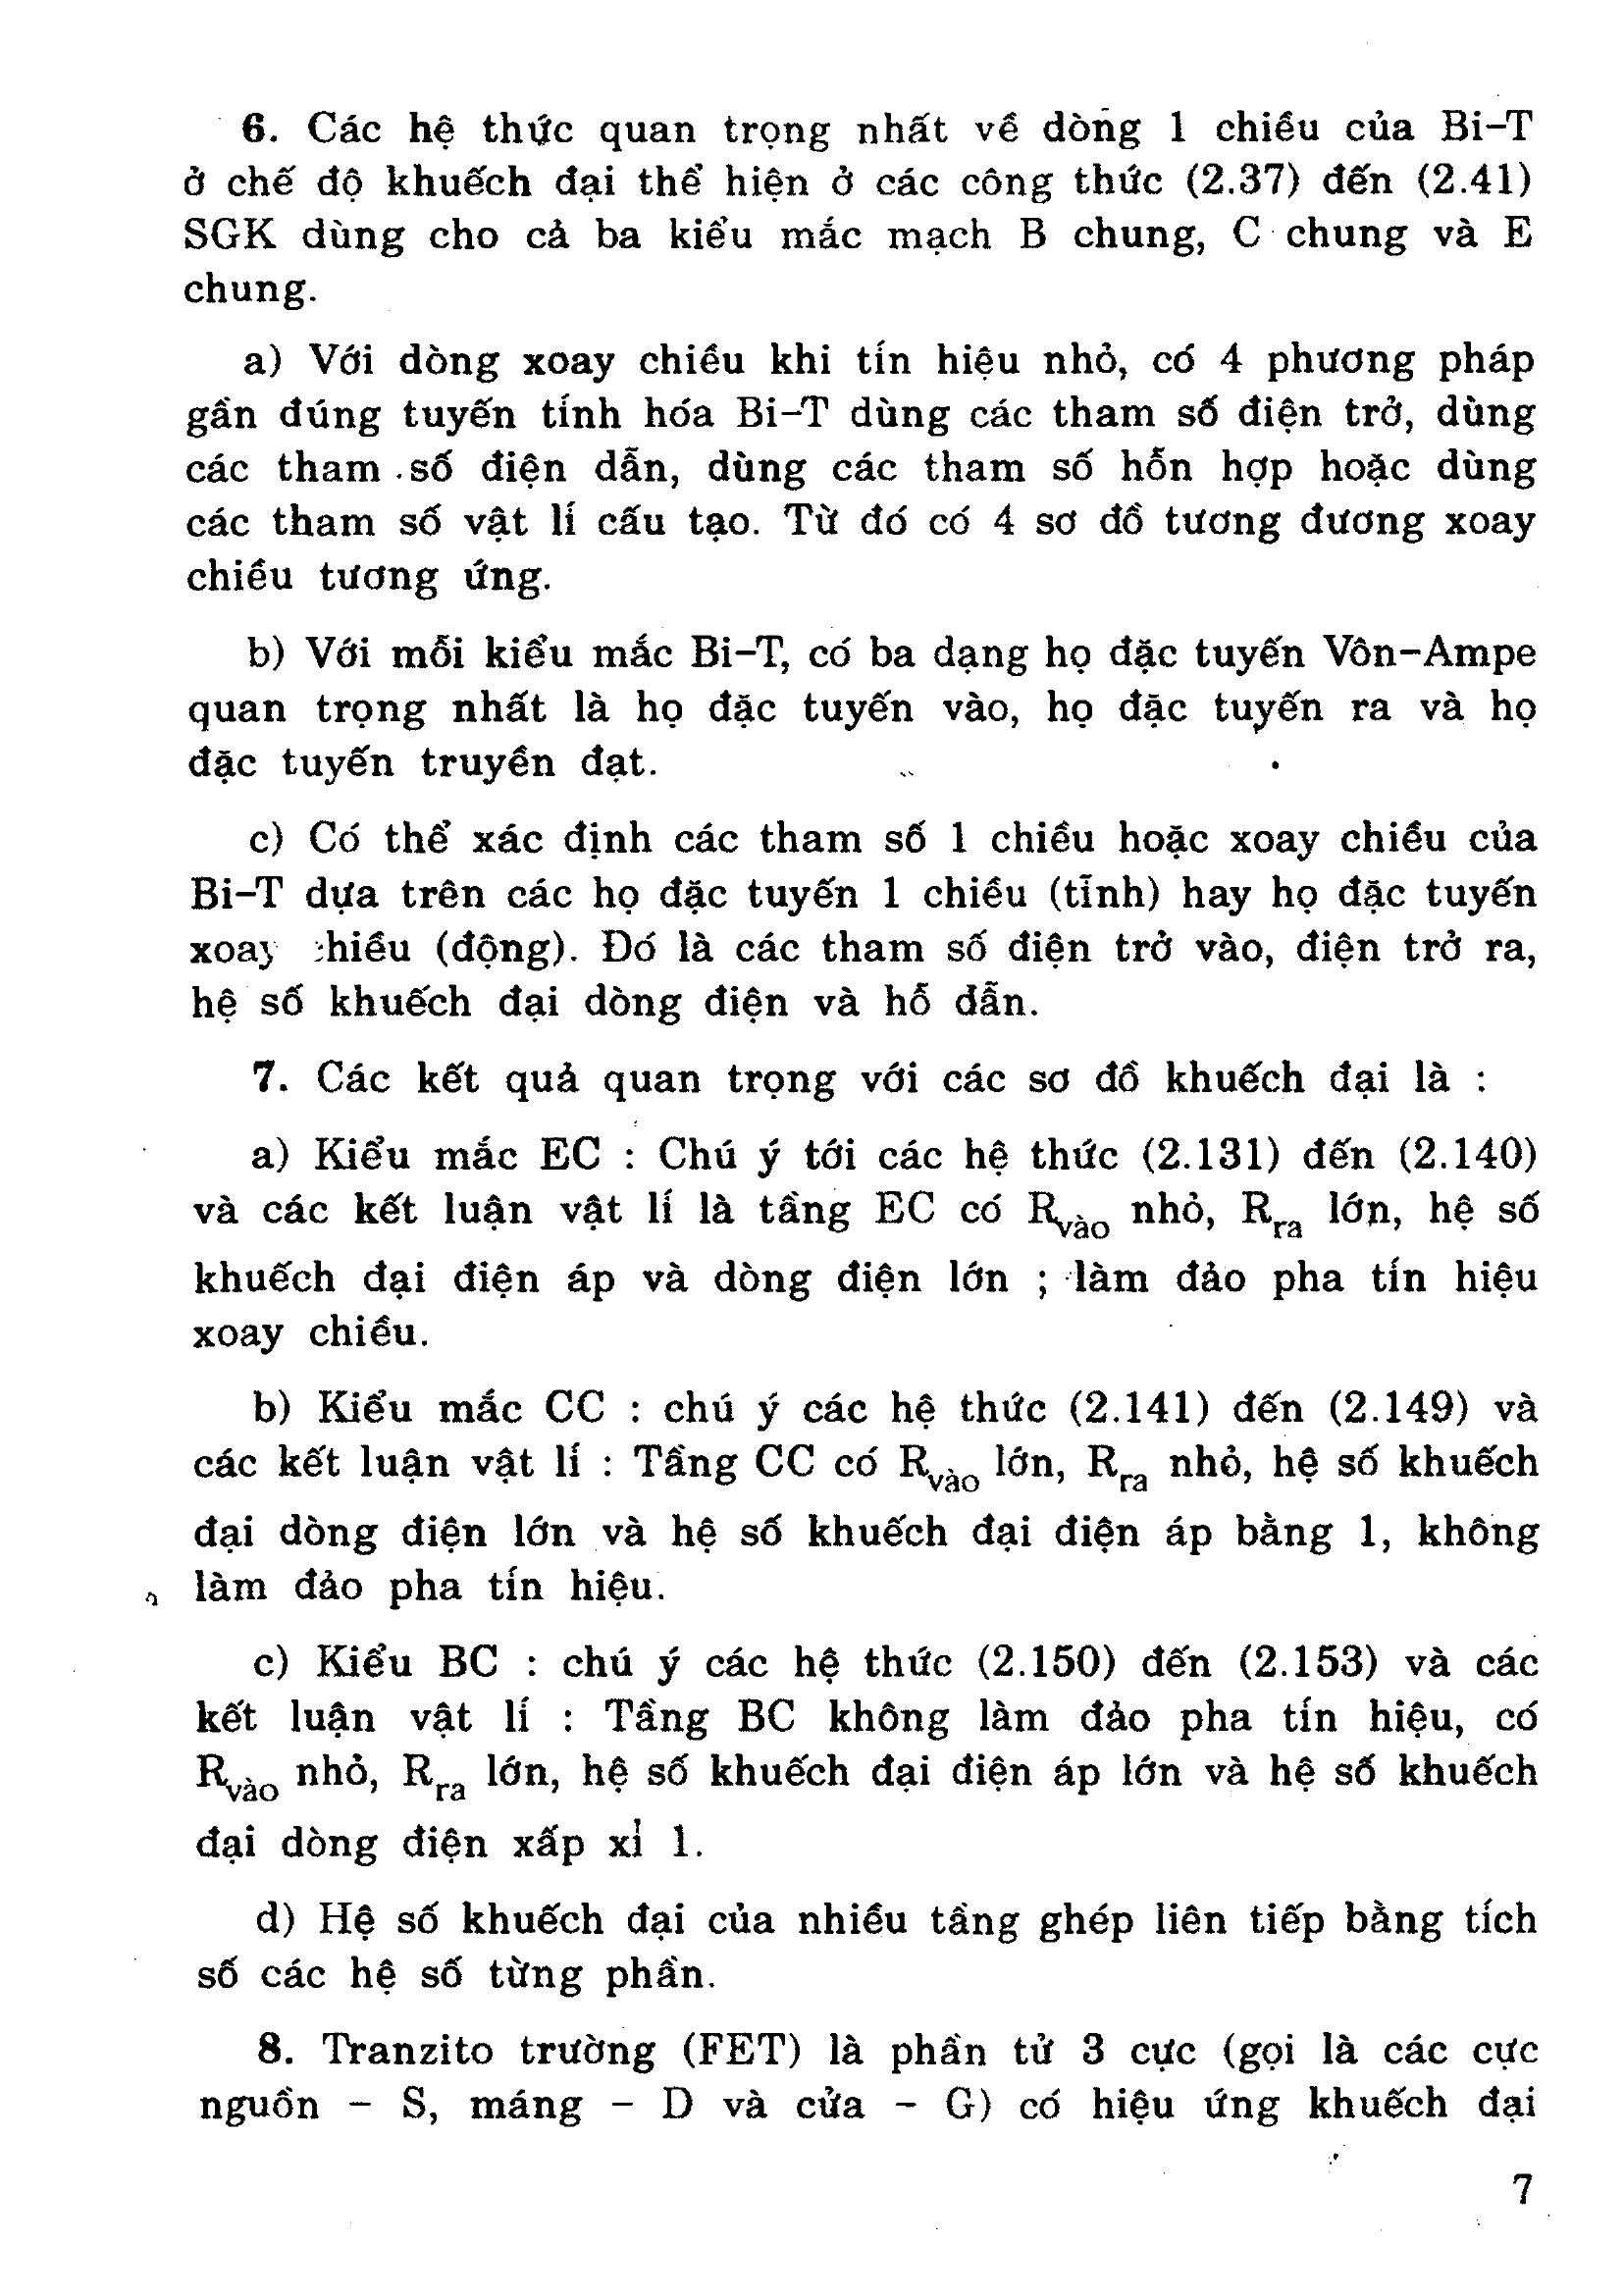 6. Các hệ thức quan trọng nhất về dòng 1 chiều của Bi–T
ở chế độ khuếch đại thể hiện ở các công thức (2.37) đến (2.41)
SGK dùng cho cả ba kiểu mắc mạch B chung, C chung và E
chung.
a) Với dòng xoay chiều khi tín hiệu nhỏ, có 4 phương pháp
gần đúng tuyến tính hóa Bi–T dùng các tham số điện trở, dùng
các tham số điện dẫn, dùng các tham số hỗn hợp hoặc dùng
các tham số vật lí cấu tạo. Từ đó có 4 sơ đồ tương đương xoay
chiều tương ứng.
b) Với mỗi kiểu mắc Bi–T, có ba dạng họ đặc tuyến Vôn–Ampe
quan trọng nhất là họ đặc tuyến vào, họ đặc tuyến ra và họ
đặc tuyến truyền đạt.
c) Có thể xác định các tham số 1 chiều hoặc xoay chiều của
Bi–T dựa trên các họ đặc tuyến 1 chiều (tĩnh) hay họ đặc tuyến
xoay chiều (động). Đó là các tham số điện trở vào, điện trở ra,
hệ số khuếch đại dòng điện và hỗ dẫn.
7. Các kết quả quan trọng với các sơ đồ khuếch đại là :
a) Kiểu mắc EC : Chú ý tới các hệ thức (2.131) đến (2.140)
và các kết luận vật lí là tầng EC có Rvào nhỏ, Rra lớn, hệ số
khuếch đại điện áp và dòng điện lớn ; làm đảo pha tín hiệu
xoay chiều.
b) Kiểu mắc CC : chú ý các hệ thức (2.141) đến (2.149) và
các kết luận vật lí : Tầng CC có Rvào lớn, Rra nhỏ, hệ số khuếch
đại dòng điện lớn và hệ số khuếch đại điện áp bằng 1, không
làm đảo pha tín hiệu.
c) Kiểu BC : chú ý các hệ thức (2.150) đến (2.153) và các
kết luận vật lí : Tầng BC không làm đảo pha tín hiệu, có
Rvào nhỏ, Rra lớn, hệ số khuếch đại điện áp lớn và hệ số khuếch
đại dòng điện xấp xỉ 1.
d) Hệ số khuếch đại của nhiều tầng ghép liên tiếp bằng tích
số các hệ số từng phần.
8. Tranzito trường (FET) là phần tử 3 cực (gọi là các cực
nguồn – S, máng – D và cửa – G) có hiệu ứng khuếch đại
7